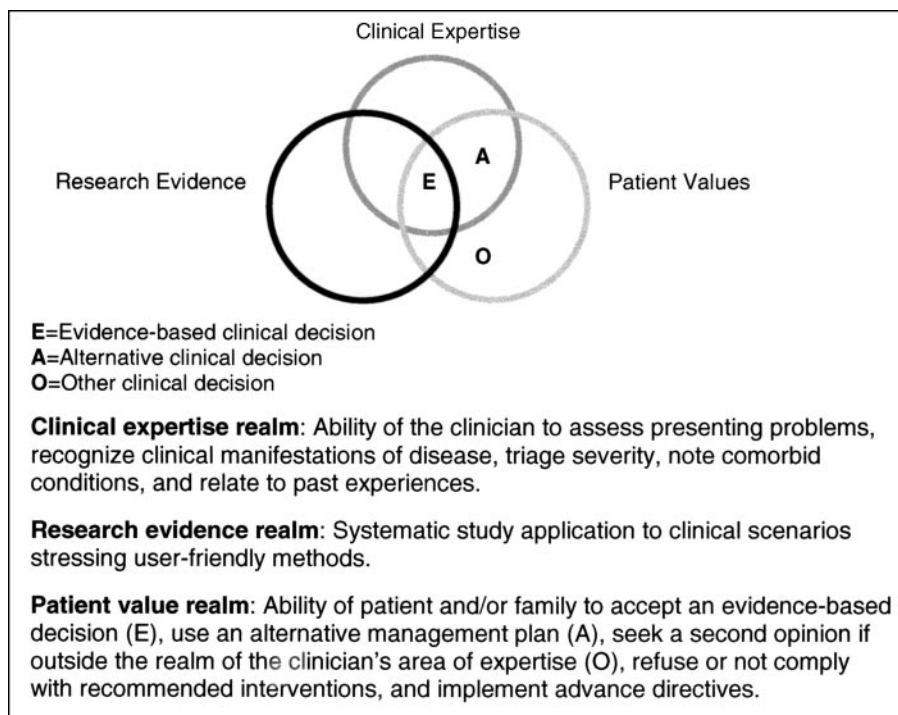 Clinical Expertise
Research Evidence
Patient Values
A
E
O
E=Evidence-based clinical decision
A=Alternative clinical decision
O=Other clinical decision
Clinical expertise realm: Ability of the clinician to assess presenting problems,
recognize clinical manifestations of disease, triage severity, note comorbid
conditions, and relate to past experiences.
Research evidence realm: Systematic study application to clinical scenarios
stressing user-friendly methods.
Patient value realm: Ability of patient and/or family to accept an evidence-based
decision (E), use an alternative management plan (A), seek a second opinion if
outside the realm of the clinician's area of expertise (O), refuse or not comply
with recommended interventions, and implement advance directives.